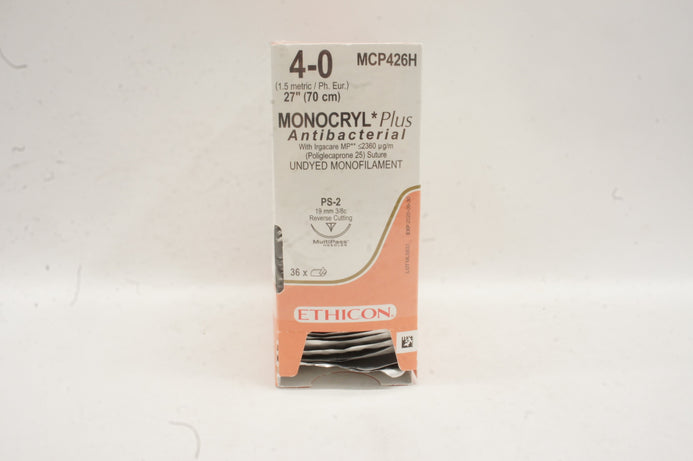 4-0
MCP426H
(1.5 metric / Ph. Eur.)
27" (70 cm)
MONOCRYL* Plus
Antibacterial
With Irgacare MP** ≤2360 µg/m
(Poliglecaprone 25) Suture
UNDYED MONOFILAMENT
PS-2
19 mm 3/8c
Reverse Cutting
MultiPass*
NEEDLES
36 x
ETHICON